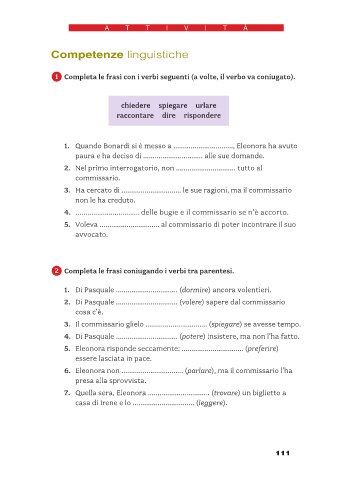 ATTIVITÀ
Competenze linguistiche
1 Completa le frasi con i verbi seguenti (a volte, il verbo va coniugato).
chiedere spiegare urlare
raccontare dire rispondere
1. Quando Bonardi si è messo a ............................., Eleonora ha avuto
paura e ha deciso di ............................. alle sue domande.
2. Nel primo interrogatorio, non ............................. tutto al
commissario.
3. Ha cercato di ............................. le sue ragioni, ma il commissario
non le ha creduto.
4. ............................. delle bugie e il commissario se n'è accorto.
5. Voleva ............................. al commissario di poter incontrare il suo
avvocato.
2 Completa le frasi coniugando i verbi tra parentesi.
1. Di Pasquale ............................. (dormire) ancora volentieri.
2. Di Pasquale ............................. (volere) sapere dal commissario
cosa c'è.
3. Il commissario glielo ............................. (spiegare) se avesse tempo.
4. Di Pasquale ............................. (potere) insistere, ma non l'ha fatto.
5. Eleonora risponde seccamente: ............................. (preferire)
essere lasciata in pace.
6. Eleonora non ............................. (parlare), ma il commissario l'ha
presa alla sprovvista.
7. Quella sera, Eleonora ............................. (trovare) un biglietto a
casa di Irene e lo ............................. (leggere).
111